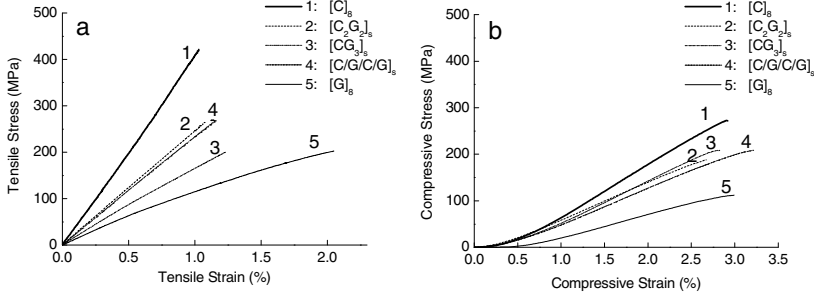 a
1: [C]₈
2: [C₂G₂]ₛ
3: [CG₃]ₛ
4: [C/G/C/G]ₛ
5: [G]₈
500
400
300
200
100
0
Tensile Stress (MPa)
1
2
4
3
5
0.0 0.5 1.0 1.5 2.0
Tensile Strain (%)
b
1: [C]₈
2: [C₂G₂]ₛ
3: [CG₃]ₛ
4: [C/G/C/G]ₛ
5: [G]₈
500
400
300
200
100
0
Compressive Stress (MPa)
1
3
2
4
5
0.0 0.5 1.0 1.5 2.0 2.5 3.0 3.5
Compressive Strain (%)